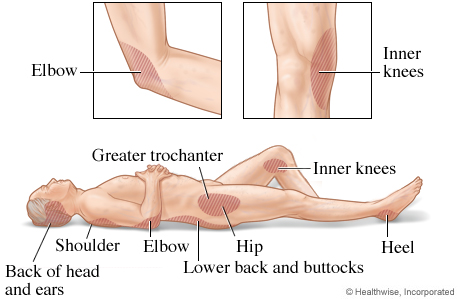 Elbow
Inner
knees
Greater trochanter
Inner knees
Shoulder
Elbow
Hip
Heel
Lower back and buttocks
Back of head
and ears
© Healthwise, Incorporated